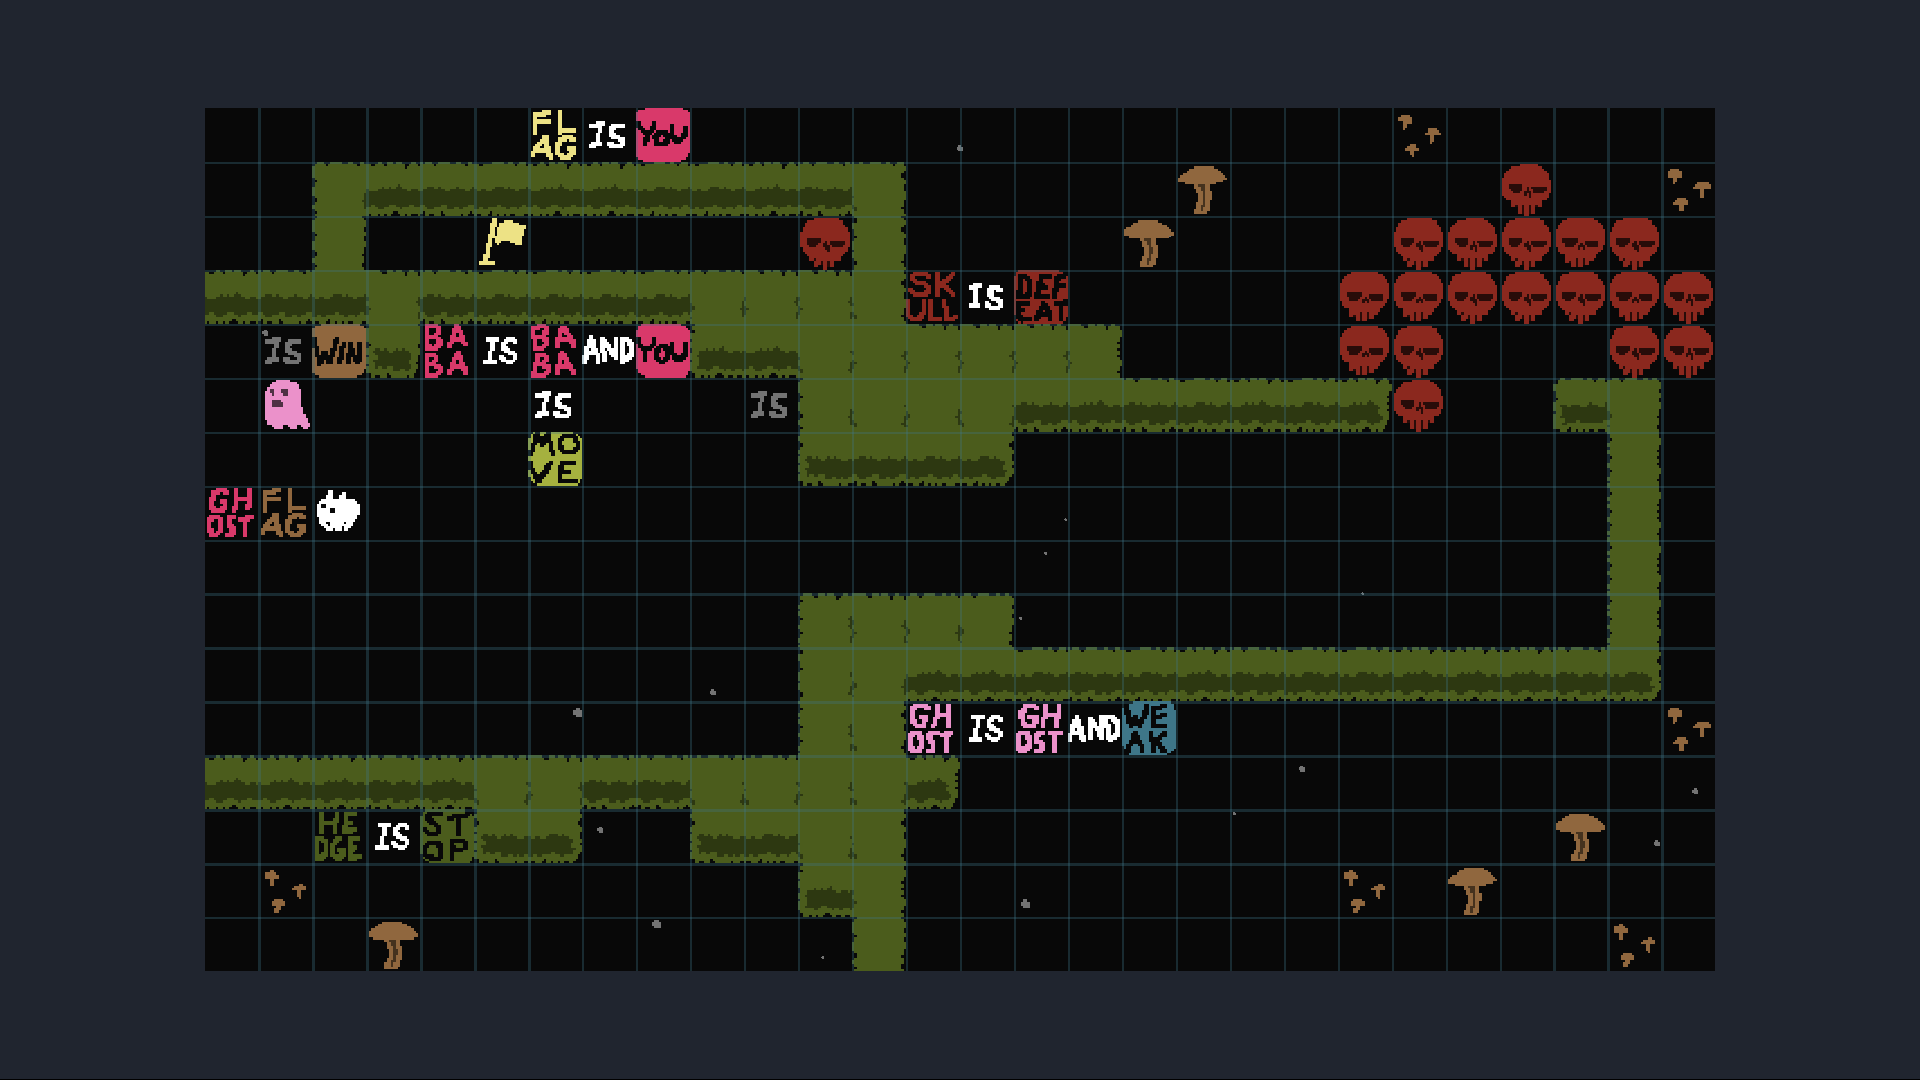 FLAG IS YOU
SKULL IS DEFEAT
IS WIN BABA IS BABA AND YOU
IS IS
MOVE
GHOST FLAG
GHOST IS GHOST AND WEAK
HEDGE IS STOP